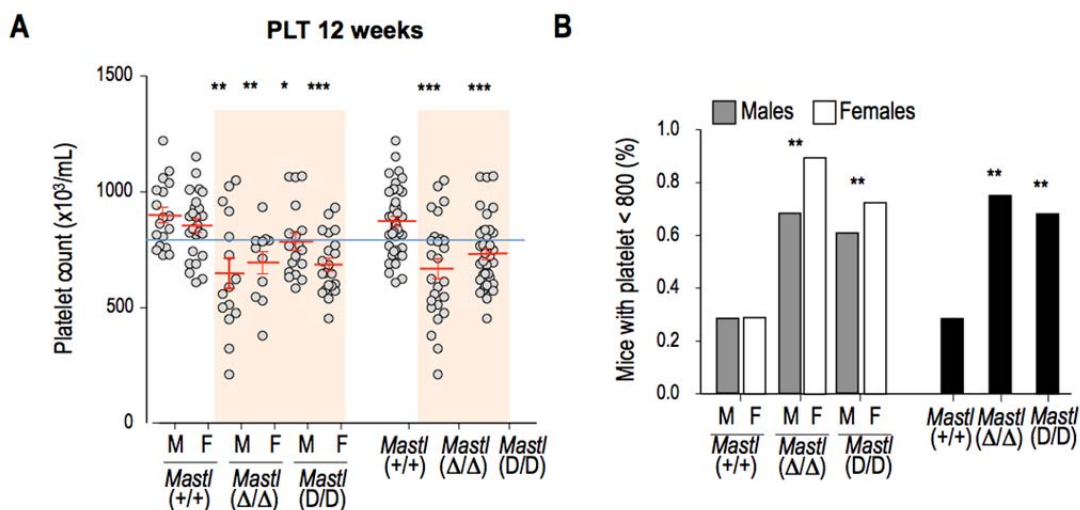 A
PLT 12 weeks
Platelet count (x10³/mL)
1500
1000
500
0
** ** * *** *** ***
M F M F M F
Mastl (+/+) Mastl (Δ/Δ) Mastl (D/D)
Mastl (+/+) Mastl (Δ/Δ) Mastl (D/D)
B
Males Females
Mice with platelet < 800 (%)
1.0
0.8
0.6
0.4
0.2
0.0
** ** ** **
M F M F M F
Mastl (+/+) Mastl (Δ/Δ) Mastl (D/D)
Mastl (+/+) Mastl (Δ/Δ) Mastl (D/D)